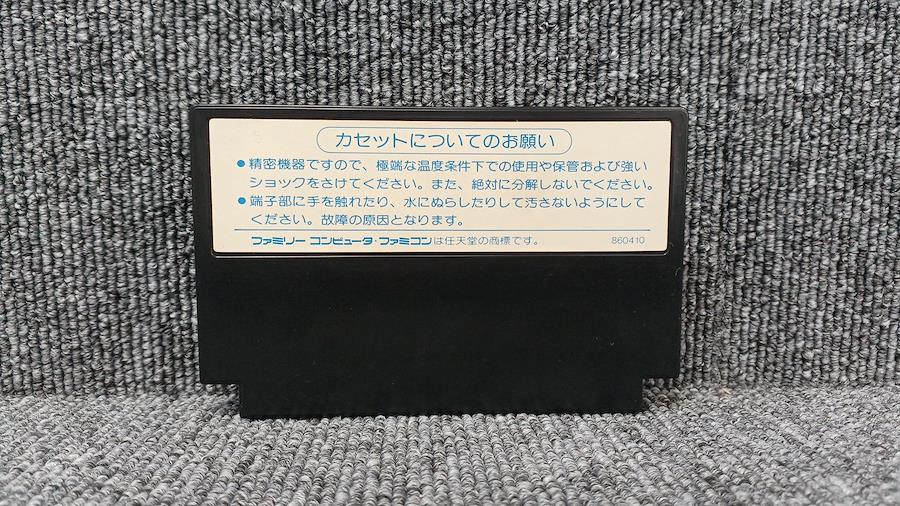 カセットについてのお願い
●精密機器ですので、極端な温度条件下での使用や保管および強い
ショックをさけてください。また、絶対に分解しないでください。
●端子部に手を触れたり、水にぬらしたりして汚さないようにして
ください。故障の原因となります。
ファミリー コンピュータ・ファミコンは任天堂の商標です。 860410